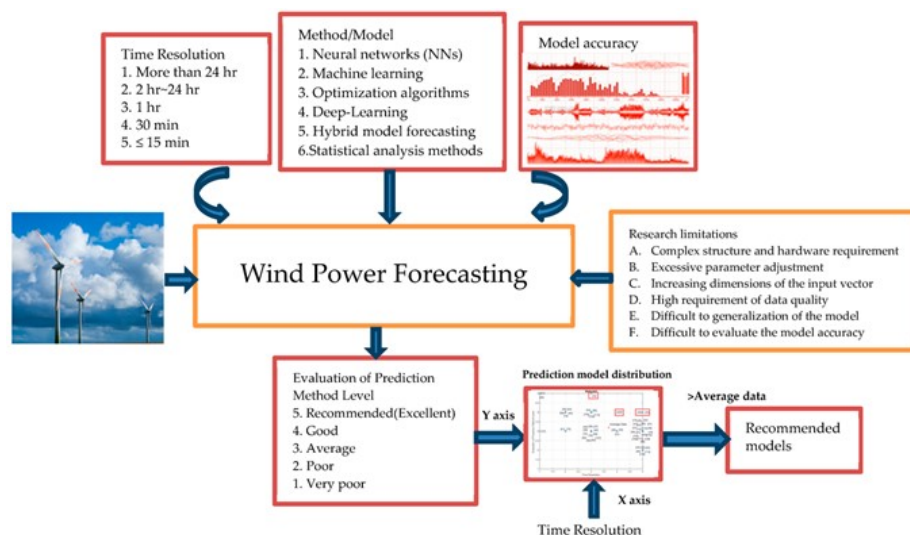 Time Resolution
1. More than 24 hr
2. 2 hr~24 hr
3. 1 hr
4. 30 min
5. ≤ 15 min
Method/Model
1. Neural networks (NNs)
2. Machine learning
3. Optimization algorithms
4. Deep-Learning
5. Hybrid model forecasting
6.Statistical analysis methods
Model accuracy
Wind Power Forecasting
Research limitations
A. Complex structure and hardware requirement
B. Excessive parameter adjustment
C. Increasing dimensions of the input vector
D. High requirement of data quality
E. Difficult to generalization of the model
F. Difficult to evaluate the model accuracy
Evaluation of Prediction
Method Level
5. Recommended(Excellent)
4. Good
3. Average
2. Poor
1. Very poor
Y axis
Prediction model distribution
>Average data
Recommended
models
X axis
Time Resolution